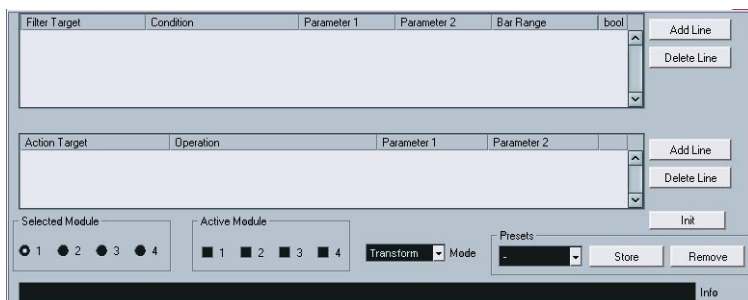 Filter Target Condition Parameter 1 Parameter 2 Bar Range bool
Add Line
Delete Line
Action Target Operation Parameter 1 Parameter 2
Add Line
Delete Line
Init
Selected Module
1 2 3 4
Active Module
1 2 3 4
Transform Mode
Presets
- Store Remove
Info